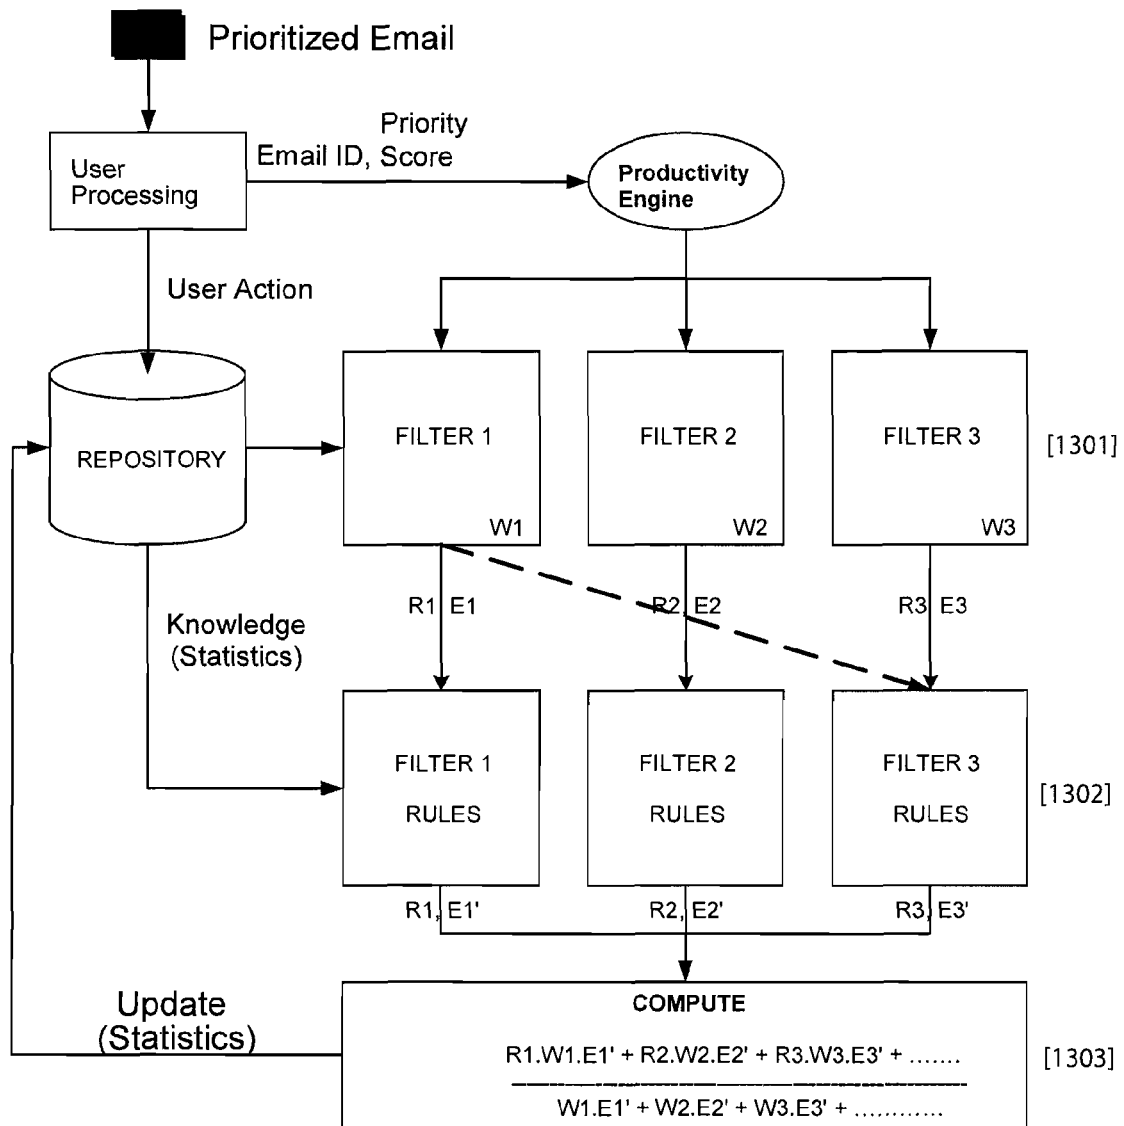 Prioritized Email
Priority
Email ID, Score
User
Processing
Productivity
Engine
User Action
REPOSITORY
FILTER 1
W1
FILTER 2
W2
FILTER 3
W3
[1301]
R1, E1
R2, E2
R3, E3
Knowledge
(Statistics)
FILTER 1
RULES
FILTER 2
RULES
FILTER 3
RULES
[1302]
R1, E1'
R2, E2'
R3, E3'
Update
(Statistics)
COMPUTE
R1.W1.E1' + R2.W2.E2' + R3.W3.E3' + .......
W1.E1' + W2.E2' + W3.E3' + ............
[1303]